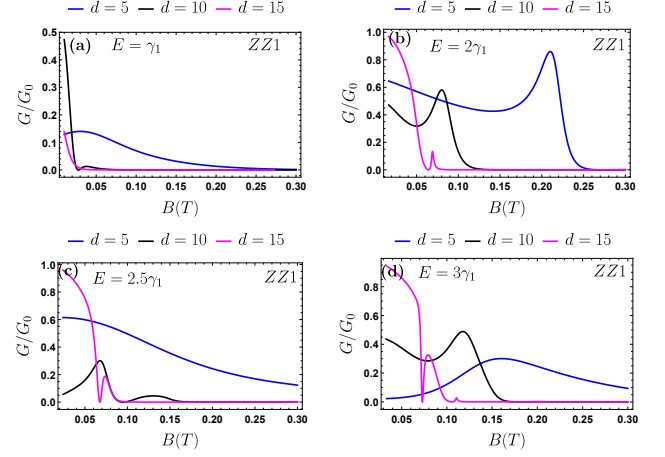 d = 5 d = 10 d = 15
(a) E = γ₁ ZZ1
0.5
0.4
0.3
0.2
0.1
0.0
G/G₀
0.05 0.10 0.15 0.20 0.25 0.30
B(T)
d = 5 d = 10 d = 15
(b) E = 2γ₁ ZZ1
1.0
0.8
0.6
0.4
0.2
0.0
G/G₀
0.05 0.10 0.15 0.20 0.25 0.30
B(T)
d = 5 d = 10 d = 15
(c) E = 2.5γ₁ ZZ1
1.0
0.8
0.6
0.4
0.2
0.0
G/G₀
0.05 0.10 0.15 0.20 0.25 0.30
B(T)
d = 5 d = 10 d = 15
(d) E = 3γ₁ ZZ1
0.8
0.6
0.4
0.2
0.0
G/G₀
0.05 0.10 0.15 0.20 0.25 0.30
B(T)